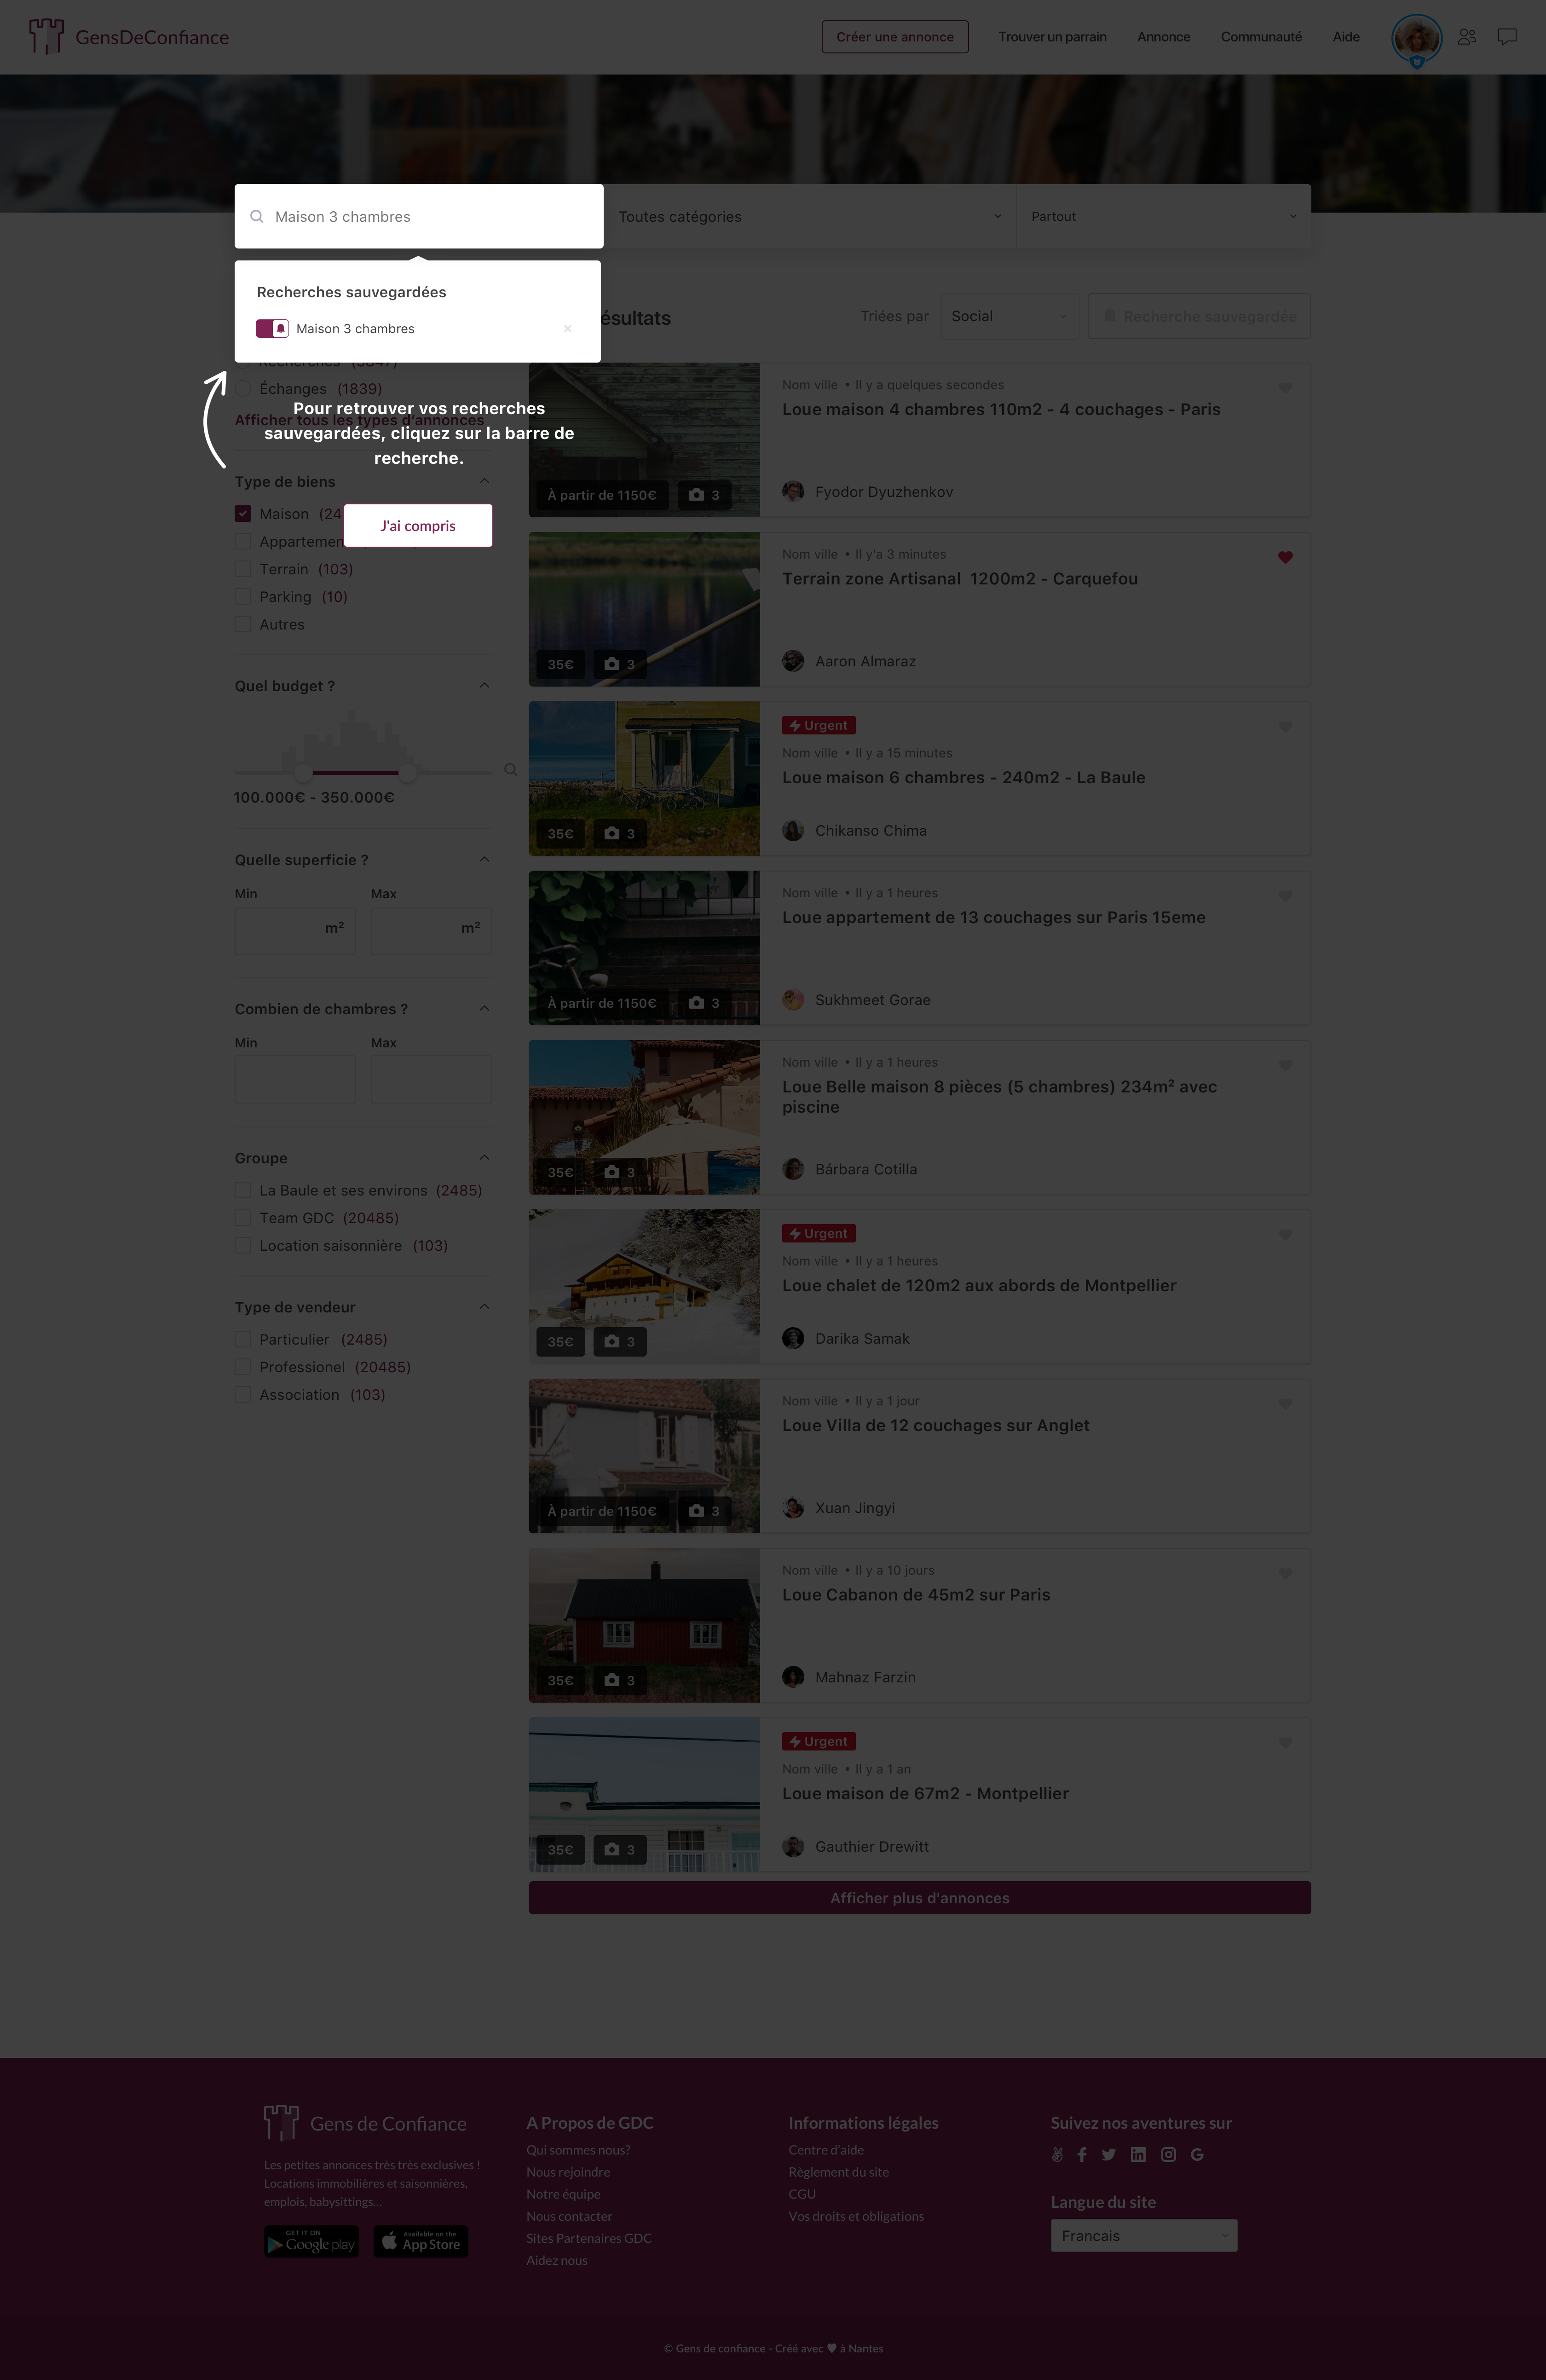 GensDeConfiance
Créer une annonce
Trouver un parrain
Annonce
Communauté
Aide
Maison 3 chambres
Toutes catégories
Partout
Recherches sauvegardées
Maison 3 chambres
ésultats
Triées par
Social
Recherche sauvegardée
Échanges (1839)
Afficher tous les types d'annonces
Pour retrouver vos recherches
sauvegardées, cliquez sur la barre de
recherche.
J'ai compris
Type de biens
Maison (24
Appartemen
Terrain (103)
Parking (10)
Autres
Quel budget ?
100.000€ - 350.000€
Quelle superficie ?
Min
Max
m²
m²
Combien de chambres ?
Min
Max
Groupe
La Baule et ses environs (2485)
Team GDC (20485)
Location saisonnière (103)
Type de vendeur
Particulier (2485)
Professionel (20485)
Association (103)
Nom ville • Il y a quelques secondes
Loue maison 4 chambres 110m2 - 4 couchages - Paris
À partir de 1150€
3
Fyodor Dyuzhenkov
Nom ville • Il y'a 3 minutes
Terrain zone Artisanal 1200m2 - Carquefou
35€
3
Aaron Almaraz
Urgent
Nom ville • Il y a 15 minutes
Loue maison 6 chambres - 240m2 - La Baule
35€
3
Chikanso Chima
Nom ville • Il y a 1 heures
Loue appartement de 13 couchages sur Paris 15eme
À partir de 1150€
3
Sukhmeet Gorae
Nom ville • Il y a 1 heures
Loue Belle maison 8 pièces (5 chambres) 234m² avec
piscine
35€
3
Bárbara Cotilla
Urgent
Nom ville • Il y a 1 heures
Loue chalet de 120m2 aux abords de Montpellier
35€
3
Darika Samak
Nom ville • Il y a 1 jour
Loue Villa de 12 couchages sur Anglet
À partir de 1150€
3
Xuan Jingyi
Nom ville • Il y a 10 jours
Loue Cabanon de 45m2 sur Paris
35€
3
Mahnaz Farzin
Urgent
Nom ville • Il y a 1 an
Loue maison de 67m2 - Montpellier
35€
3
Gauthier Drewitt
Afficher plus d'annonces
Gens de Confiance
Les petites annonces très très exclusives !
Locations immobilières et saisonnières,
emplois, babysittings...
GET IT ON
Google play
Available on the
App Store
A Propos de GDC
Qui sommes nous?
Nous rejoindre
Notre équipe
Nous contacter
Sites Partenaires GDC
Aidez nous
Informations légales
Centre d'aide
Règlement du site
CGU
Vos droits et obligations
Suivez nos aventures sur
Langue du site
Francais
© Gens de confiance - Créé avec ♥ à Nantes